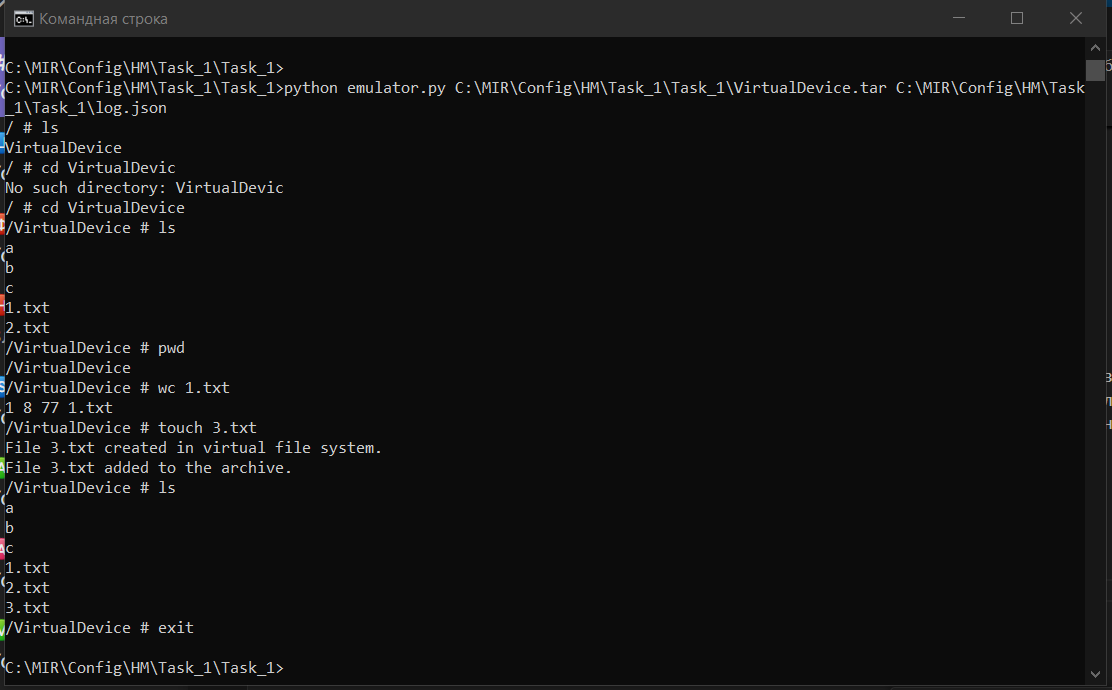 Командная строка
C:\MIR\Config\HM\Task_1\Task_1>
C:\MIR\Config\HM\Task_1\Task_1>python emulator.py C:\MIR\Config\HM\Task_1\Task_1\VirtualDevice.tar C:\MIR\Config\HM\Task
_1\Task_1\log.json
/ # ls
VirtualDevice
/ # cd VirtualDevic
No such directory: VirtualDevic
/ # cd VirtualDevice
/VirtualDevice # ls
a
b
c
1.txt
2.txt
/VirtualDevice # pwd
/VirtualDevice
/VirtualDevice # wc 1.txt
1 8 77 1.txt
/VirtualDevice # touch 3.txt
File 3.txt created in virtual file system.
File 3.txt added to the archive.
/VirtualDevice # ls
a
b
c
1.txt
2.txt
3.txt
/VirtualDevice # exit
C:\MIR\Config\HM\Task_1\Task_1>